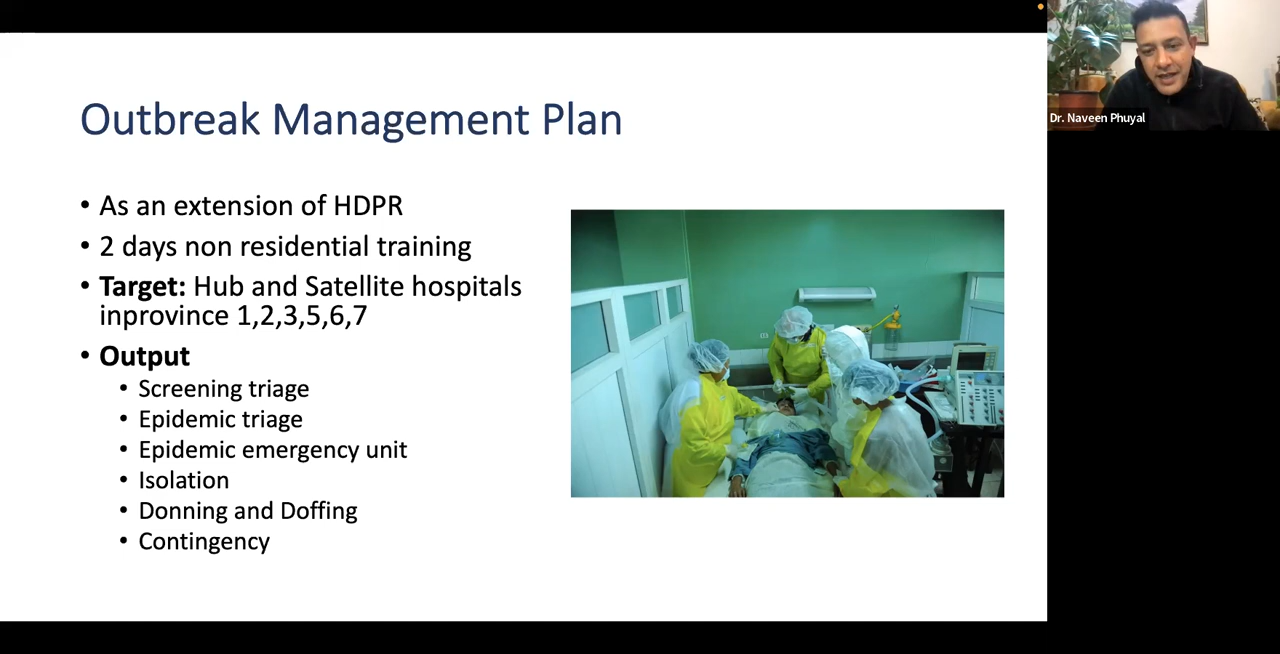 Outbreak Management Plan
• As an extension of HDPR
• 2 days non residential training
• Target: Hub and Satellite hospitals
inprovince 1,2,3,5,6,7
• Output
• Screening triage
• Epidemic triage
• Epidemic emergency unit
• Isolation
• Donning and Doffing
• Contingency
Dr. Naveen Phuyal